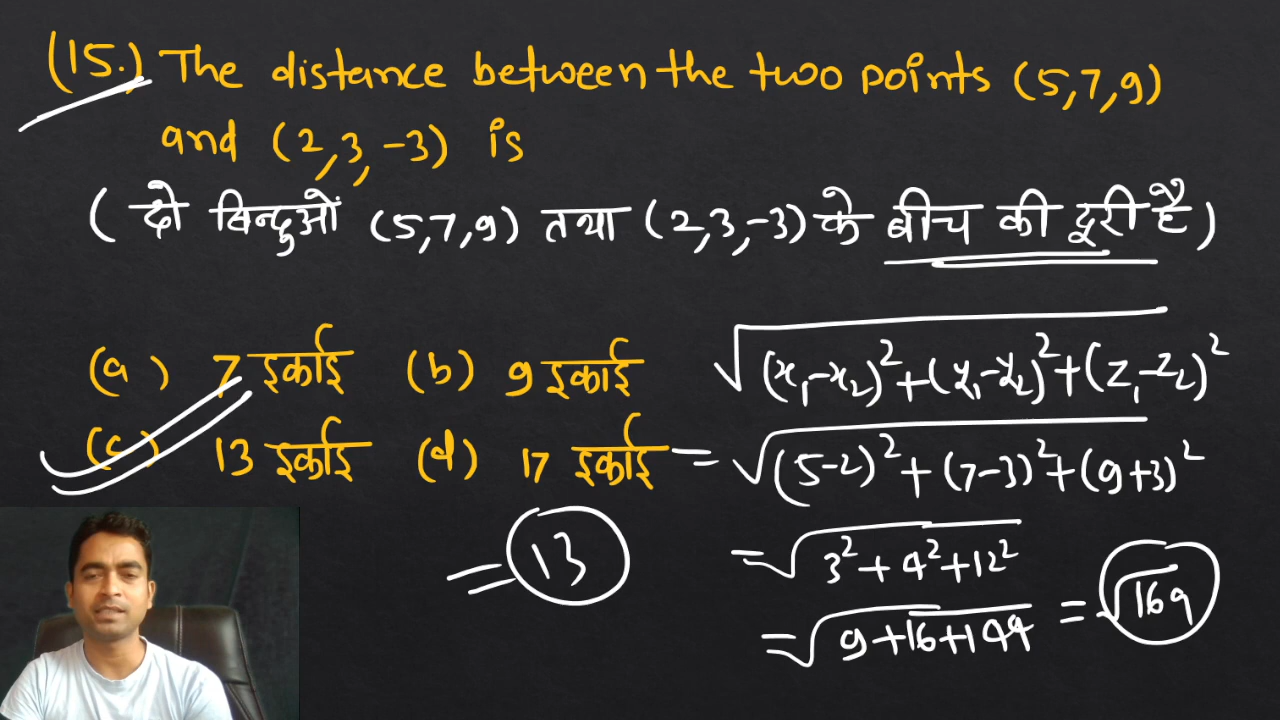 (15.) The distance between the two points (5,7,9)
and (2,3,-3) is
( दो बिन्दुओं (5,7,9) तथा (2,3,-3) के बीच की दूरी है )
(a) 7 इकाई (b) 9 इकाई
(c) 13 इकाई (d) 17 इकाई
√(x₁-x₂)²+(y₁-y₂)²+(z₁-z₂)²
= √(5-2)²+(7-3)²+(9+3)²
= √3²+4²+12²
= √9+16+144 = √169
= 13